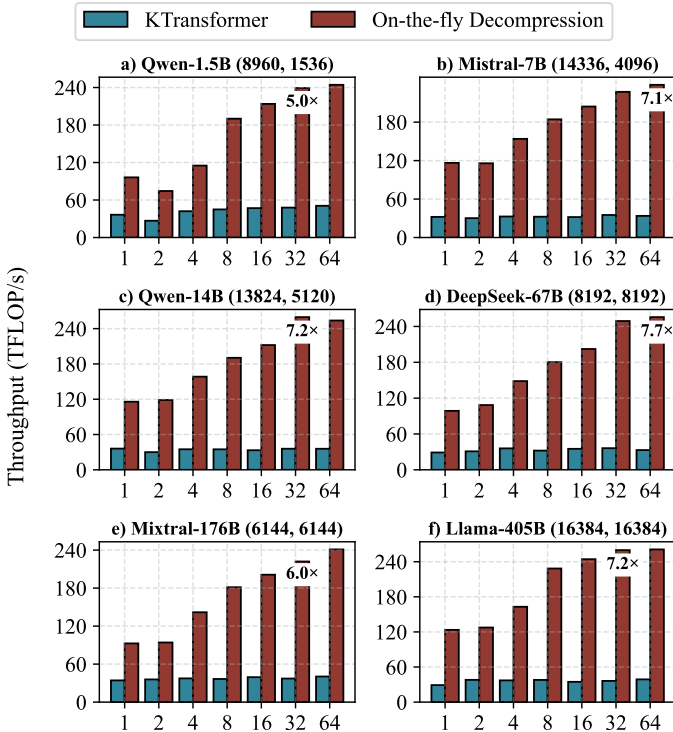 KTransformer On-the-fly Decompression
Throughput (TFLOP/s)
a) Qwen-1.5B (8960, 1536)
240
180
120
60
0
5.0×
1 2 4 8 16 32 64
b) Mistral-7B (14336, 4096)
180
120
60
0
7.1×
1 2 4 8 16 32 64
c) Qwen-14B (13824, 5120)
240
180
120
60
0
7.2×
1 2 4 8 16 32 64
d) DeepSeek-67B (8192, 8192)
240
180
120
60
0
7.7×
1 2 4 8 16 32 64
e) Mixtral-176B (6144, 6144)
240
180
120
60
0
6.0×
1 2 4 8 16 32 64
f) Llama-405B (16384, 16384)
240
180
120
60
0
7.2×
1 2 4 8 16 32 64